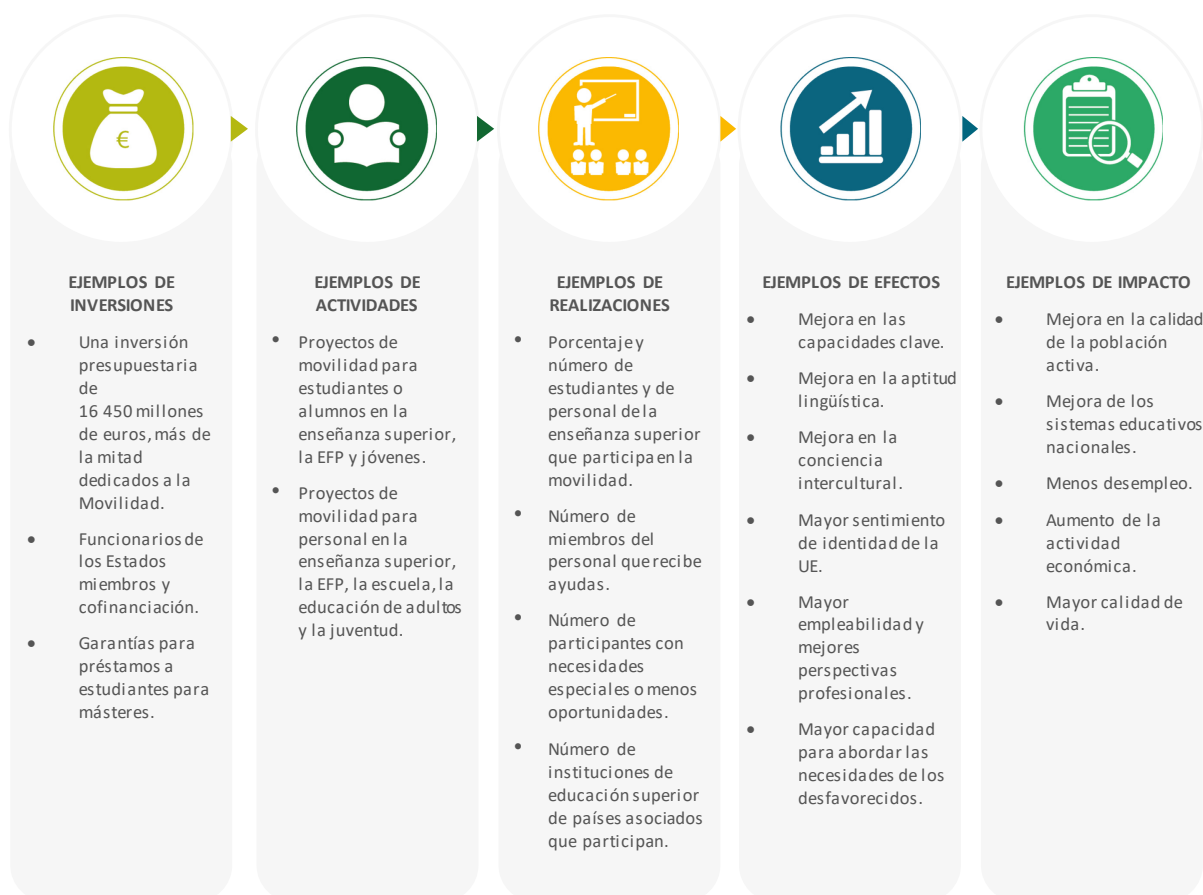 €
EJEMPLOS DE
INVERSIONES
• Una inversión
presupuestaria
de
16 450 millones
de euros, más de
la mitad
dedicados a la
Movilidad.
• Funcionarios de
los Estados
miembros y
cofinanciación.
• Garantías para
préstamos a
estudiantes para
másteres.
EJEMPLOS DE
ACTIVIDADES
• Proyectos de
movilidad para
estudiantes o
alumnos en la
enseñanza superior,
la EFP y jóvenes.
• Proyectos de
movilidad para
personal en la
enseñanza superior,
la EFP, la escuela, la
educación de adultos
y la juventud.
EJEMPLOS DE
REALIZACIONES
• Porcentaje y
número de
estudiantes y de
personal de la
enseñanza superior
que participa en la
movilidad.
• Número de
miembros del
personal que recibe
ayudas.
• Número de
participantes con
necesidades
especiales o menos
oportunidades.
• Número de
instituciones de
educación superior
de países asociados
que participan.
EJEMPLOS DE EFECTOS
• Mejora en las
capacidades clave.
• Mejora en la aptitud
lingüística.
• Mejora en la
conciencia
intercultural.
• Mayor sentimiento
de identidad de la
UE.
• Mayor
empleabilidad y
mejores
perspectivas
profesionales.
• Mayor capacidad
para abordar las
necesidades de los
desfavorecidos.
EJEMPLOS DE IMPACTO
• Mejora en la calidad
de la población
activa.
• Mejora de los
sistemas educativos
nacionales.
• Menos desempleo.
• Aumento de la
actividad
económica.
• Mayor calidad de
vida.